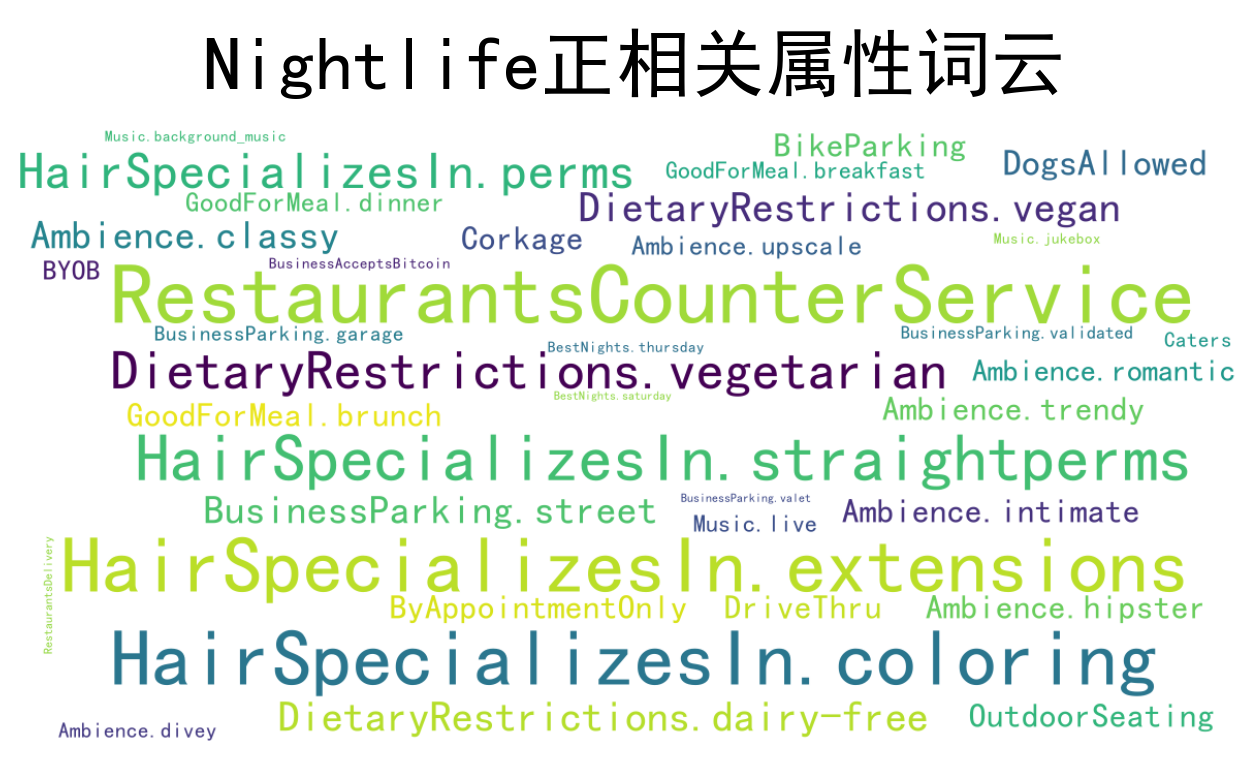 Nightlife正相关属性词云
Music.background_music
BikeParking
HairSpecializesIn.perms
GoodForMeal.breakfast
DogsAllowed
GoodForMeal.dinner
DietaryRestrictions.vegan
Ambience.classy
Corkage
Ambience.upscale
Music.jukebox
BYOB
BusinessAcceptsBitcoin
RestaurantsCounterService
BusinessParking.garage
BusinessParking.validated
BestNights.thursday
Caters
DietaryRestrictions.vegetarian
Ambience.romantic
BestNights.saturday
GoodForMeal.brunch
Ambience.trendy
HairSpecializesIn.straightperms
BusinessParking.street
BusinessParking.valet
Music.live
Ambience.intimate
RestaurantsDelivery
HairSpecializesIn.extensions
ByAppointmentOnly
DriveThru
Ambience.hipster
HairSpecializesIn.coloring
DietaryRestrictions.dairy-free
OutdoorSeating
Ambience.divey